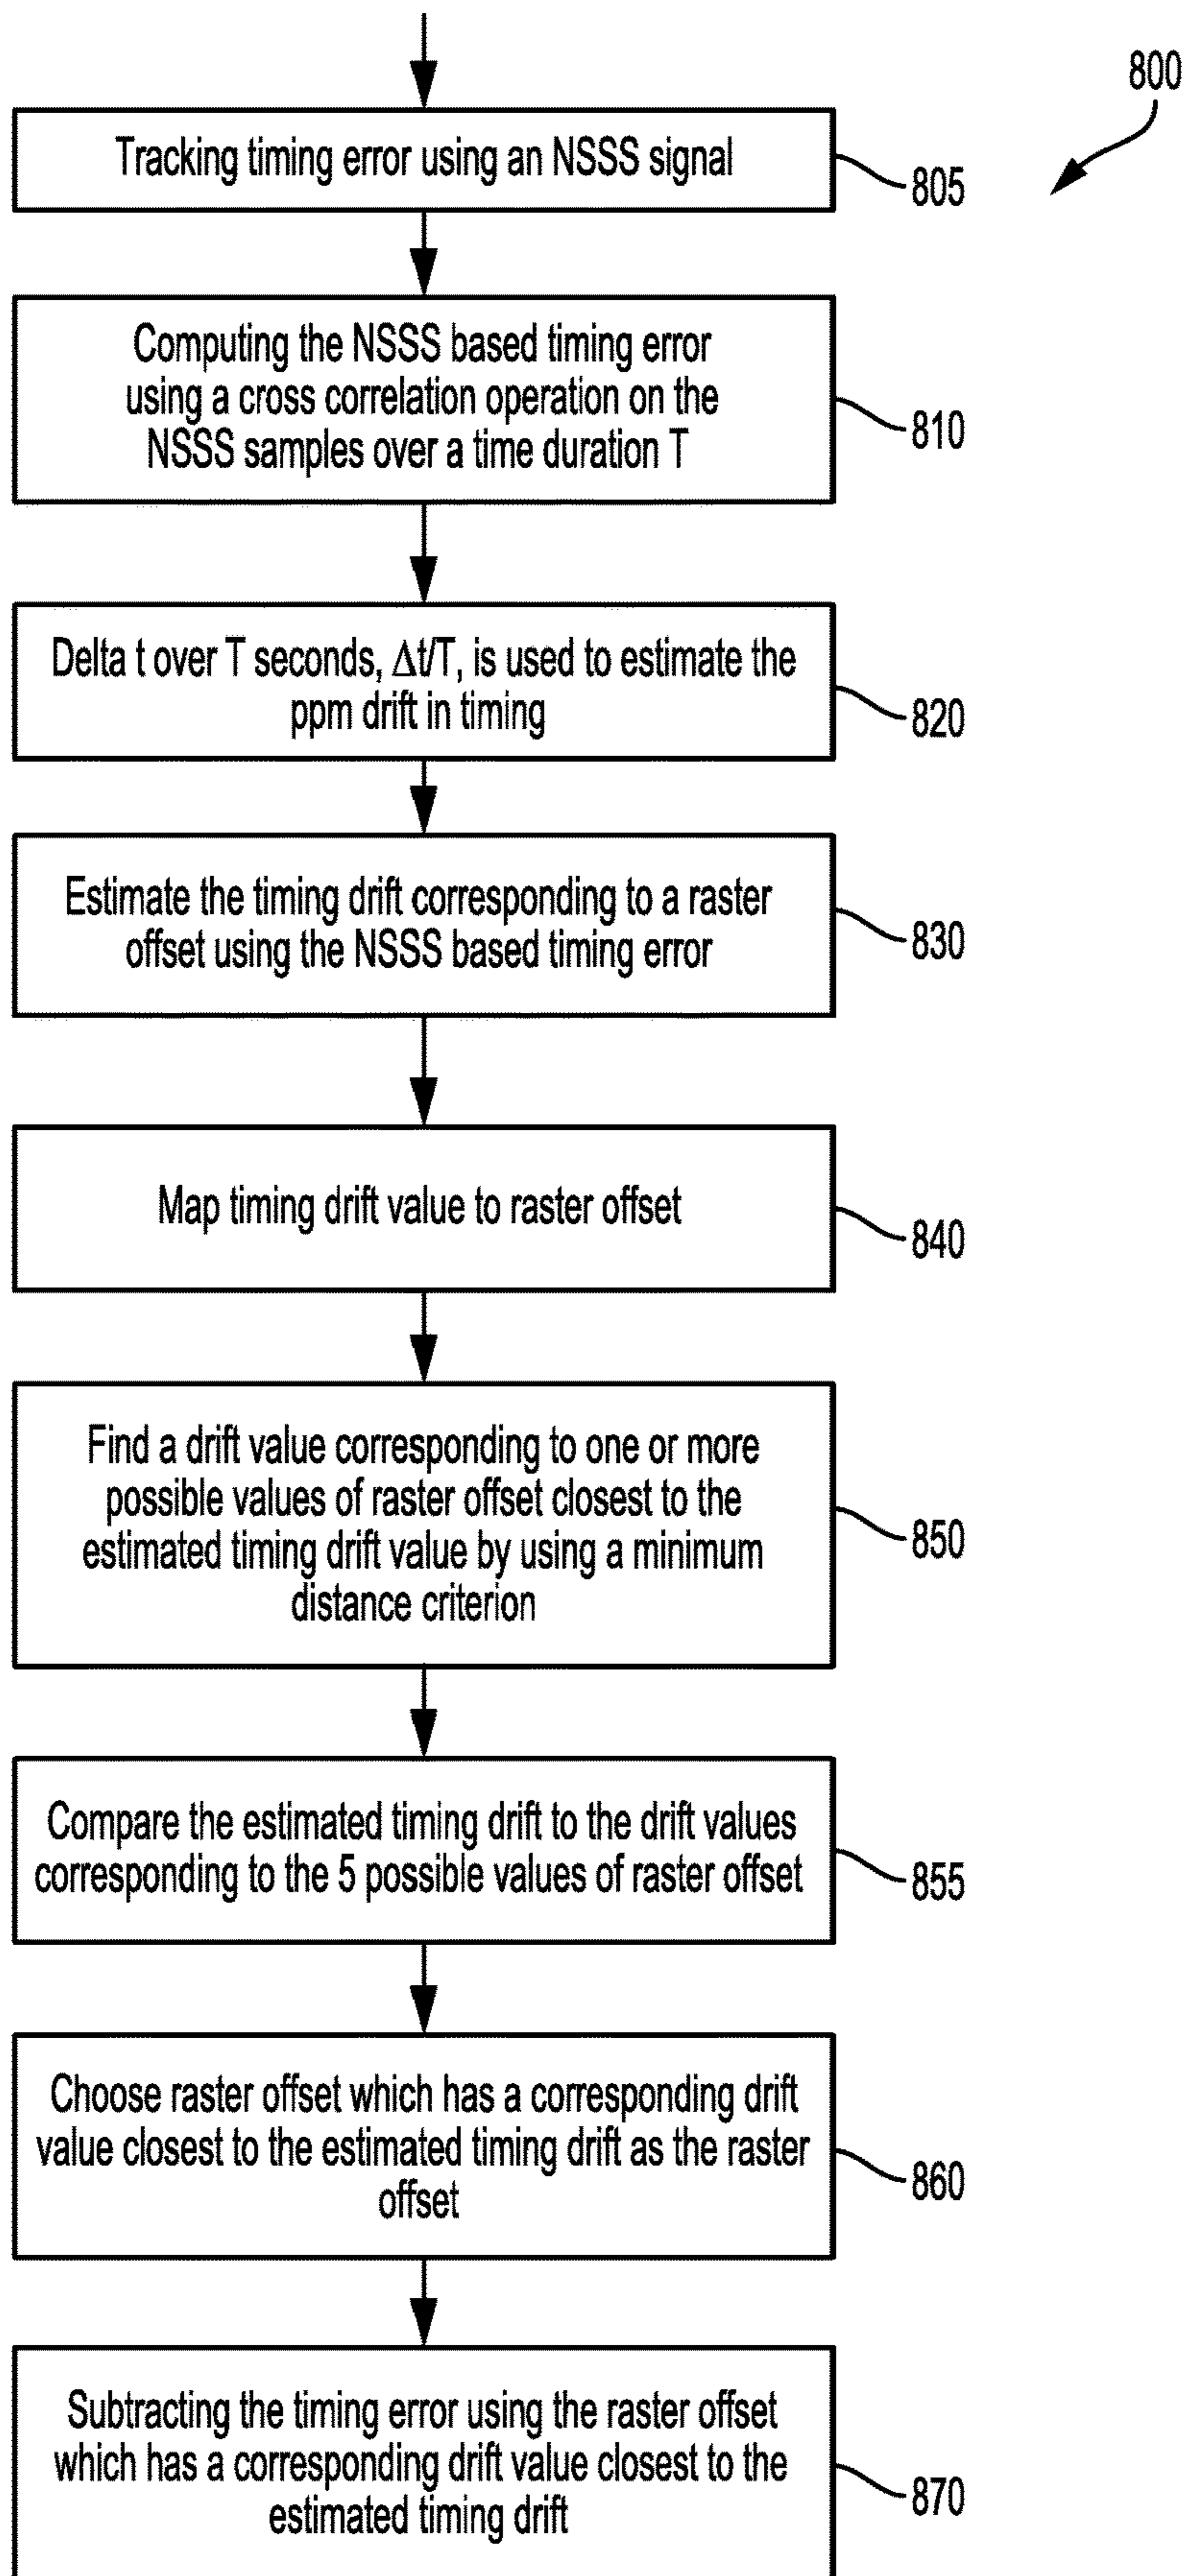 800
Tracking timing error using an NSSS signal
805
Computing the NSSS based timing error
using a cross correlation operation on the
NSSS samples over a time duration T
810
Delta t over T seconds, Δt/T, is used to estimate the
ppm drift in timing
820
Estimate the timing drift corresponding to a raster
offset using the NSSS based timing error
830
Map timing drift value to raster offset
840
Find a drift value corresponding to one or more
possible values of raster offset closest to the
estimated timing drift value by using a minimum
distance criterion
850
Compare the estimated timing drift to the drift values
corresponding to the 5 possible values of raster offset
855
Choose raster offset which has a corresponding drift
value closest to the estimated timing drift as the raster
offset
860
Subtracting the timing error using the raster offset
which has a corresponding drift value closest to the
estimated timing drift
870